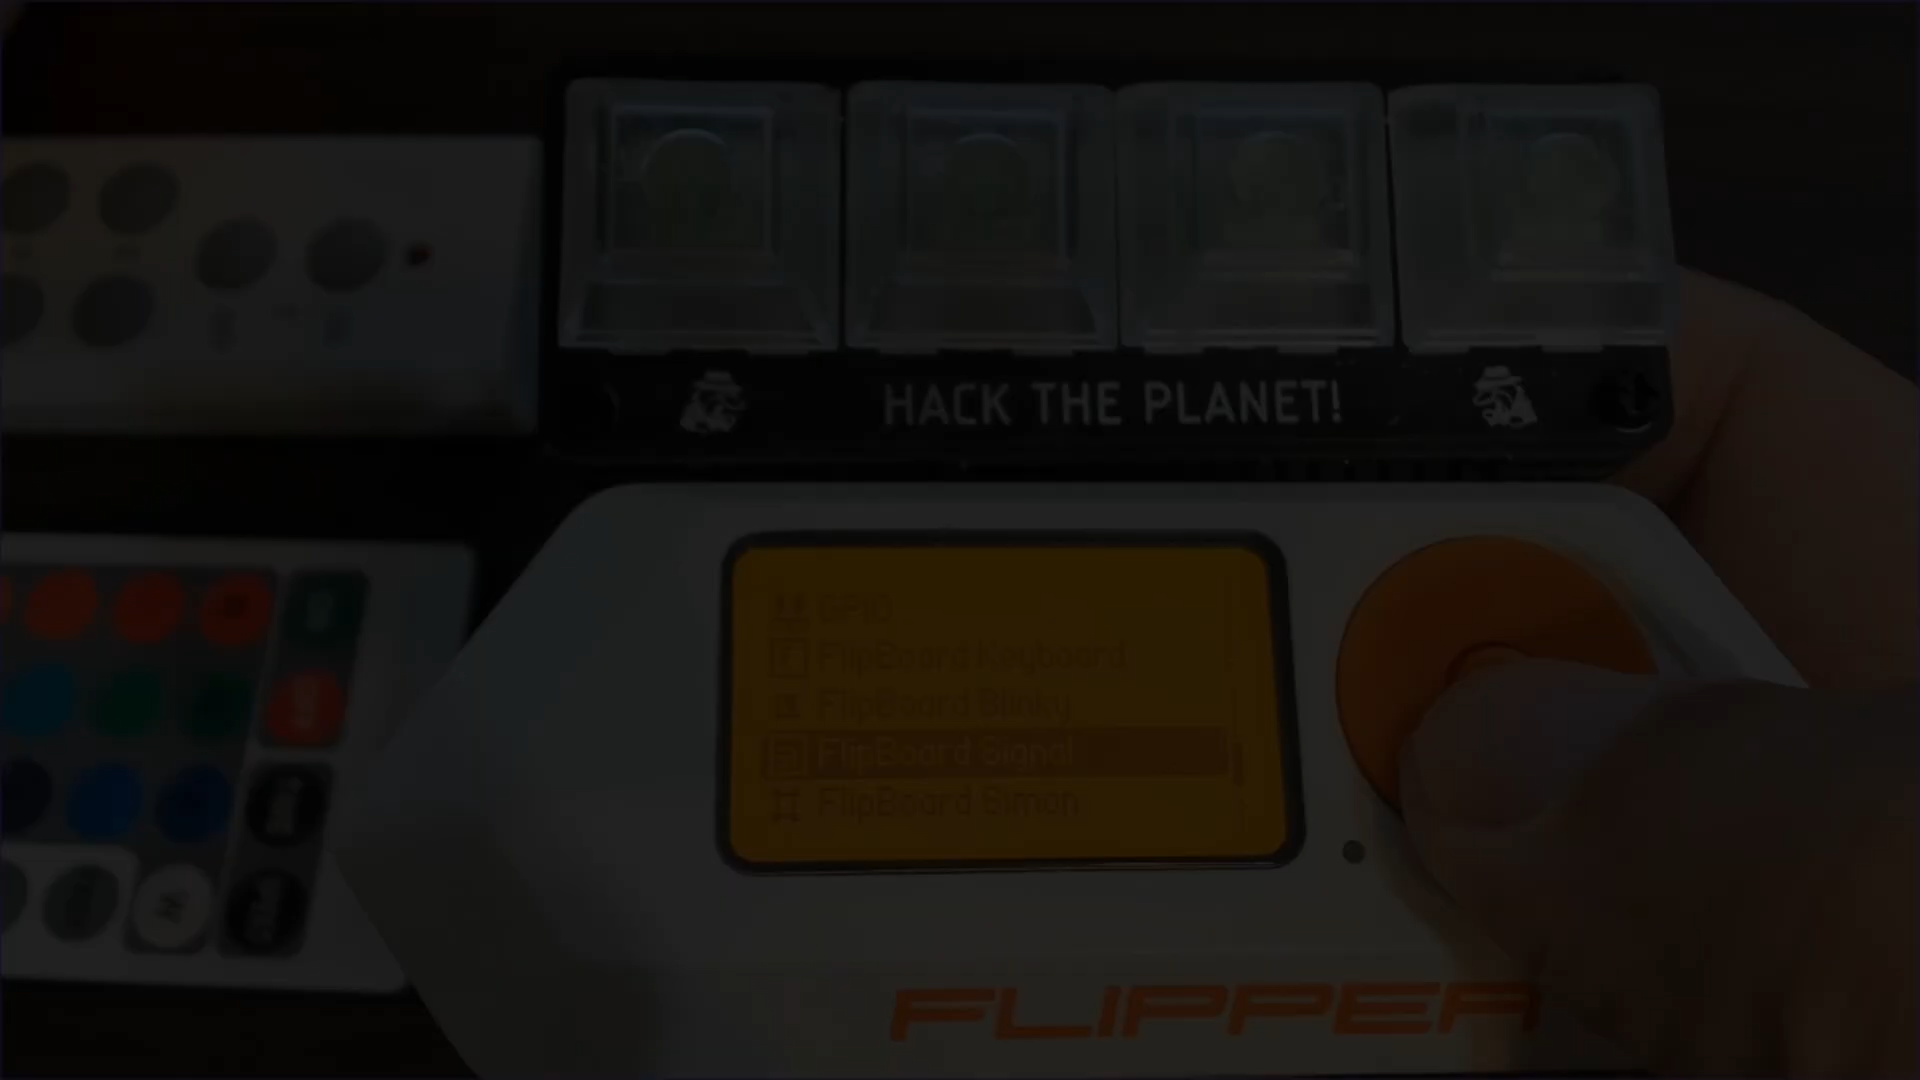 HACK THE PLANET!
GPIO
FlipBoard Keyboard
FlipBoard Blinky
FlipBoard Signal
FlipBoard Simon
FLIPPER